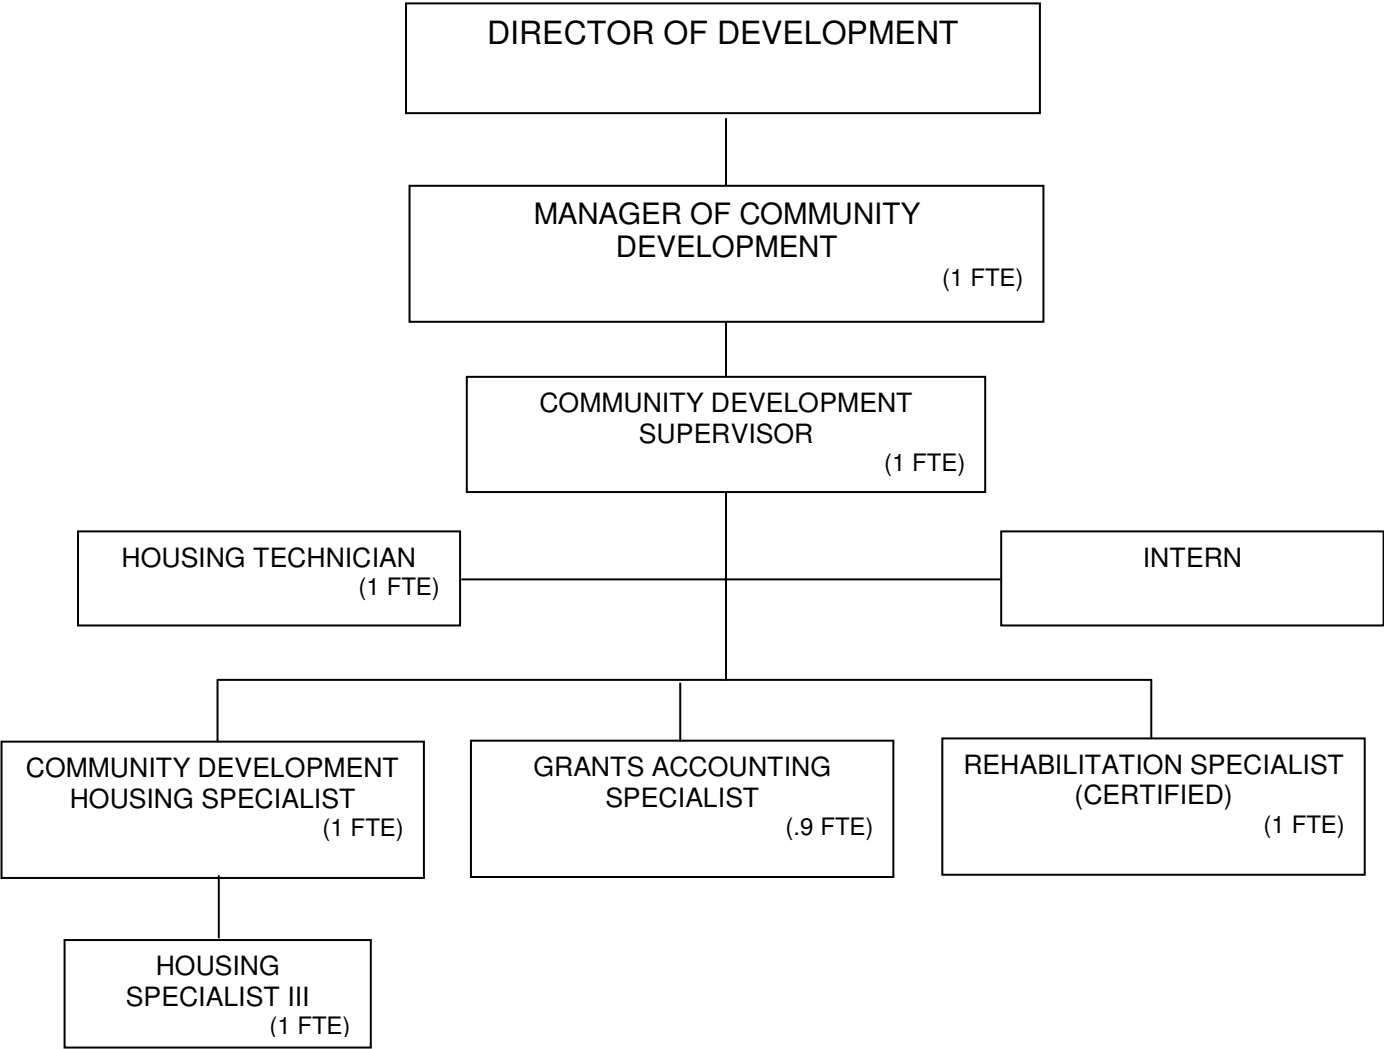 DIRECTOR OF DEVELOPMENT
MANAGER OF COMMUNITY
DEVELOPMENT
(1 FTE)
COMMUNITY DEVELOPMENT
SUPERVISOR
(1 FTE)
HOUSING TECHNICIAN
(1 FTE)
INTERN
COMMUNITY DEVELOPMENT
HOUSING SPECIALIST
(1 FTE)
GRANTS ACCOUNTING
SPECIALIST
(.9 FTE)
REHABILITATION SPECIALIST
(CERTIFIED)
(1 FTE)
HOUSING
SPECIALIST III
(1 FTE)